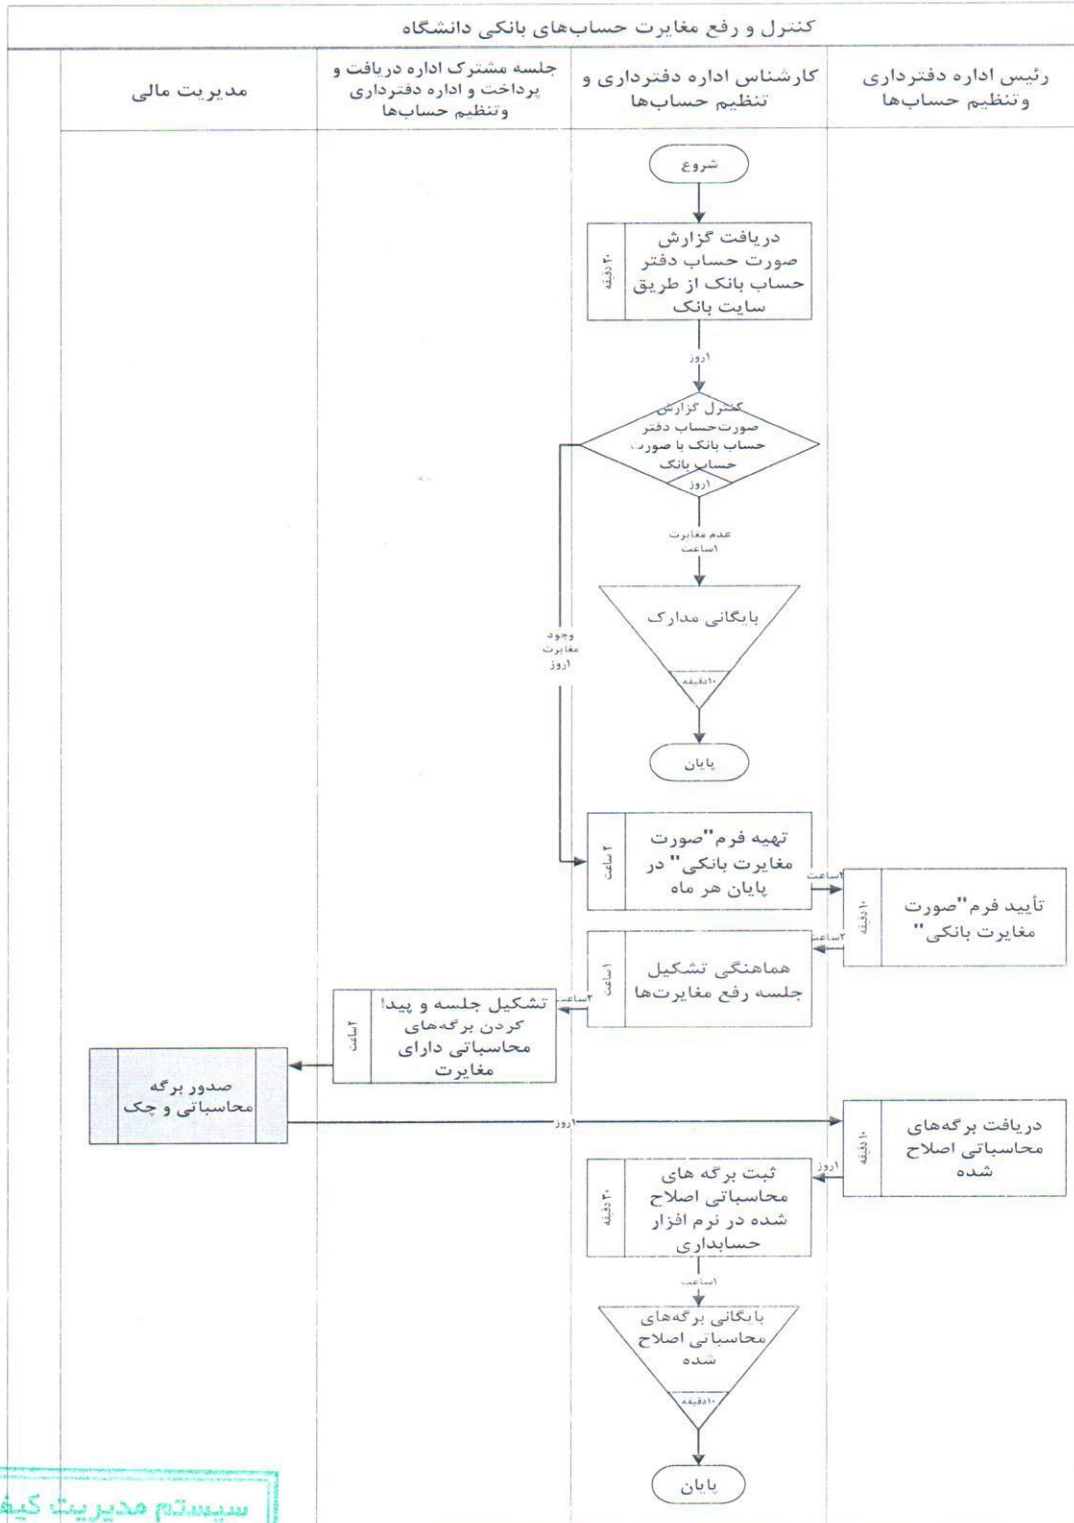 کنترل و رفع مغایرت حساب‌های بانکی دانشگاه
رئیس اداره دفترداری
وتنظیم حساب‌ها
کارشناس اداره دفترداری و
تنظیم حساب‌ها
جلسه مشترک اداره دریافت و
پرداخت و اداره دفترداری
وتنظیم حساب‌ها
مدیریت مالی
شروع
دریافت گزارش
صورت حساب دفتر
حساب بانک از طریق
سایت بانک
۱روز
کنترل گزارش
صورت‌حساب دفتر
حساب بانک با صورت
حساب بانک
۱روز
عدم مغایرت
۱ساعت
بایگانی مدارک
۱۰دقیقه
پایان
وجود
مغایرت
۱روز
تهیه فرم"صورت
مغایرت بانکی" در
پایان هر ماه
۲ساعت
تأیید فرم"صورت
مغایرت بانکی"
۱۰ دقیقه
۲ساعت
هماهنگی تشکیل
جلسه رفع مغایرت‌ها
۱ساعت
۲ساعت
تشکیل جلسه و پیدا
کردن برگه‌های
محاسباتی دارای
مغایرت
۲ساعت
صدور برگه
محاسباتی و چک
۱روز
دریافت برگه‌های
محاسباتی اصلاح
شده
۱۰ دقیقه
۱روز
ثبت برگه های
محاسباتی اصلاح
شده در نرم افزار
حسابداری
۳۰ دقیقه
۱ساعت
بایگانی برگه‌های
محاسباتی اصلاح
شده
۱۰دقیقه
پایان
سیستم مدیریت